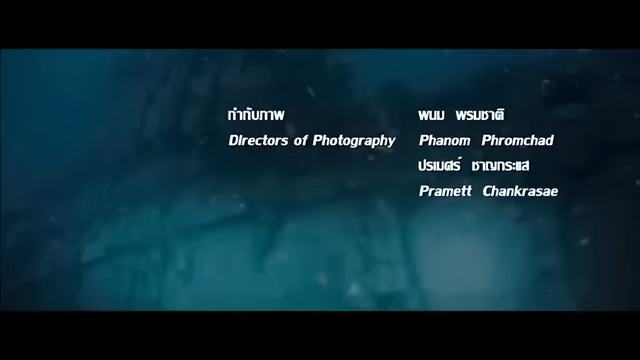 กำกับภาพ
Directors of Photography
พนม พรมชาติ
Phanom Phromchad
ปรเมศร์ ชาญกระแส
Pramett Chankrasae